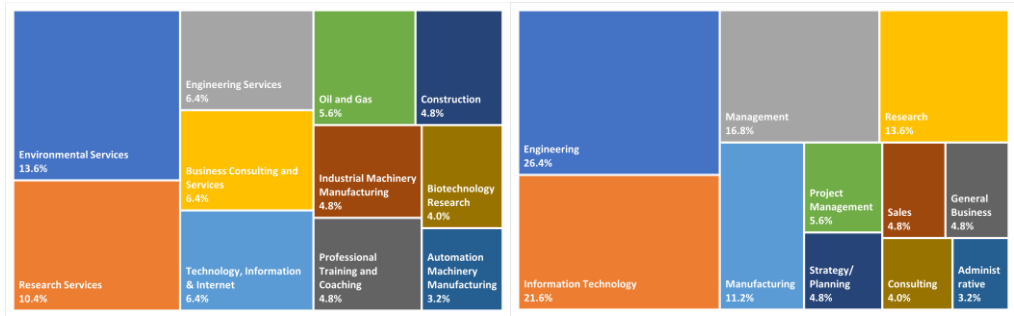 Environmental Services
13.6%
Research Services
10.4%
Engineering Services
6.4%
Business Consulting and
Services
6.4%
Technology, Information
& Internet
6.4%
Oil and Gas
5.6%
Construction
4.8%
Industrial Machinery
Manufacturing
4.8%
Biotechnology
Research
4.0%
Professional
Training and
Coaching
4.8%
Automation
Machinery
Manufacturing
3.2%
Engineering
26.4%
Information Technology
21.6%
Management
16.8%
Research
13.6%
Manufacturing
11.2%
Project
Management
5.6%
Strategy/
Planning
4.8%
Sales
4.8%
General
Business
4.8%
Consulting
4.0%
Administ
rative
3.2%